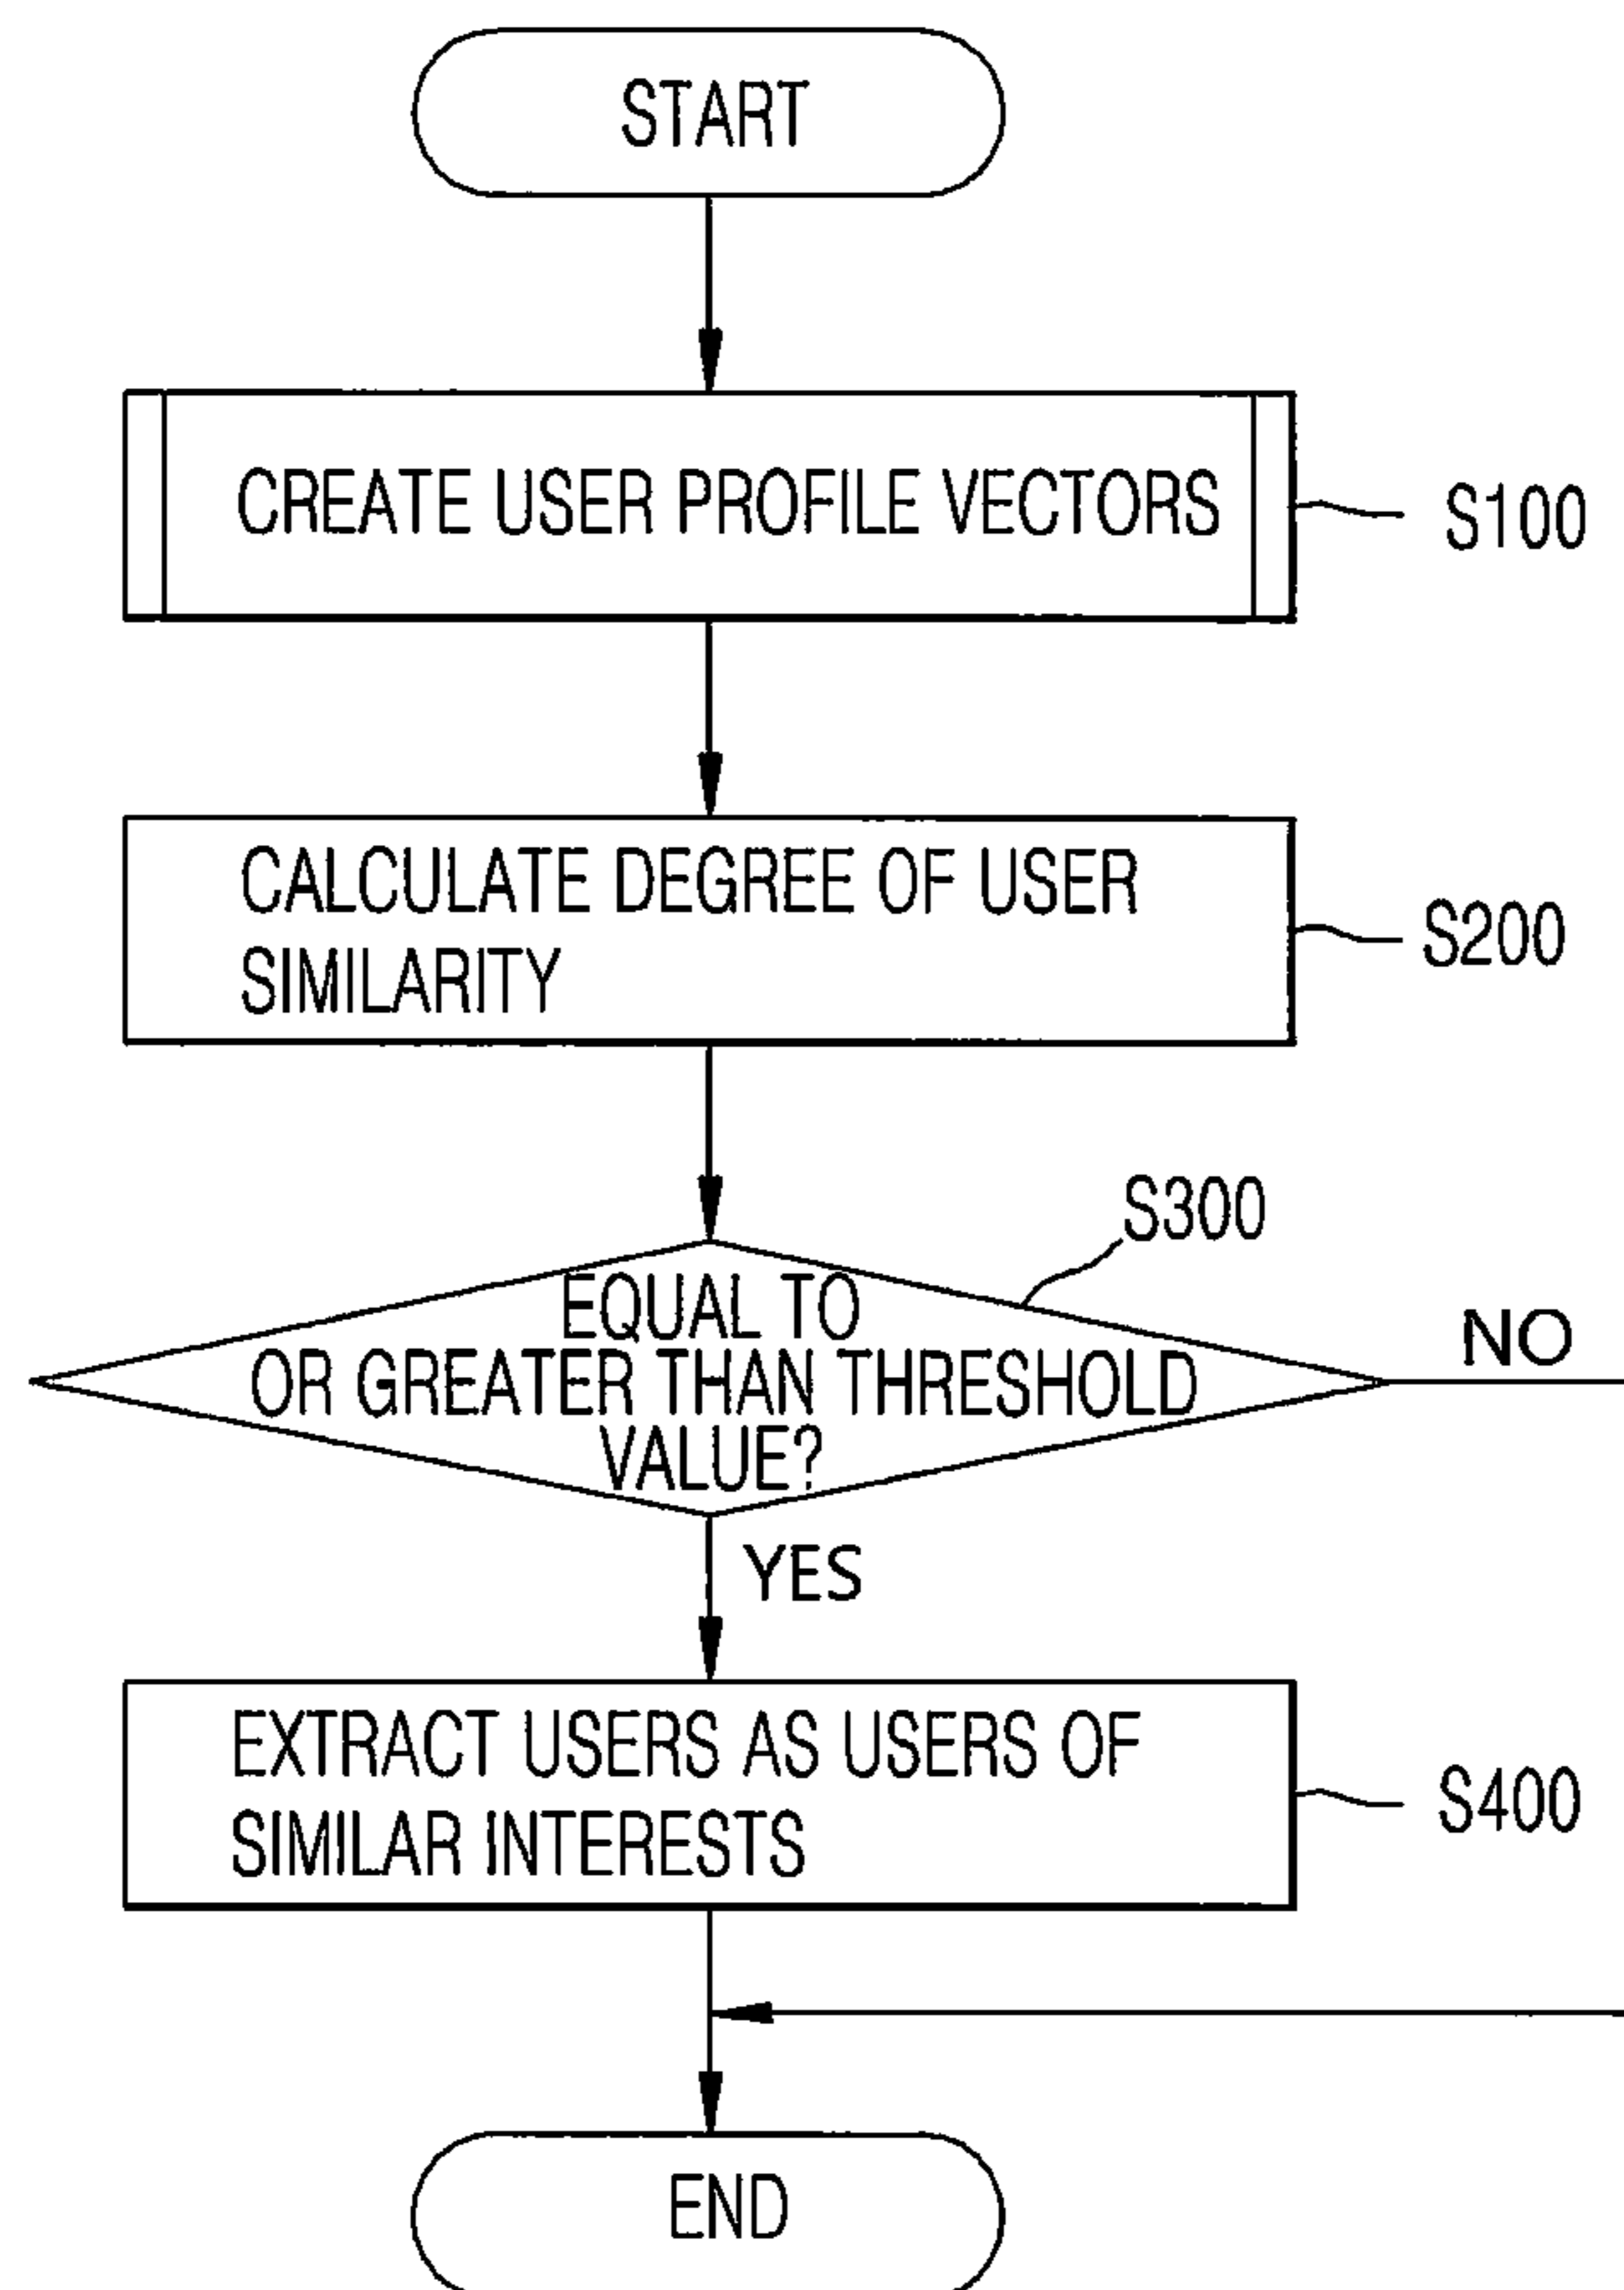 START
CREATE USER PROFILE VECTORS
S100
CALCULATE DEGREE OF USER
SIMILARITY
S200
S300
EQUAL TO
OR GREATER THAN THRESHOLD
VALUE?
NO
YES
EXTRACT USERS AS USERS OF
SIMILAR INTERESTS
S400
END